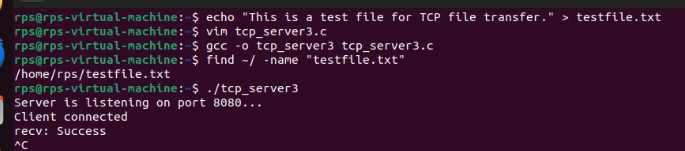 rps@rps-virtual-machine:~$ echo "This is a test file for TCP file transfer." > testfile.txt
rps@rps-virtual-machine:~$ vim tcp_server3.c
rps@rps-virtual-machine:~$ gcc -o tcp_server3 tcp_server3.c
rps@rps-virtual-machine:~$ find ~/ -name "testfile.txt"
/home/rps/testfile.txt
rps@rps-virtual-machine:~$ ./tcp_server3
Server is listening on port 8080...
Client connected
recv: Success
^C